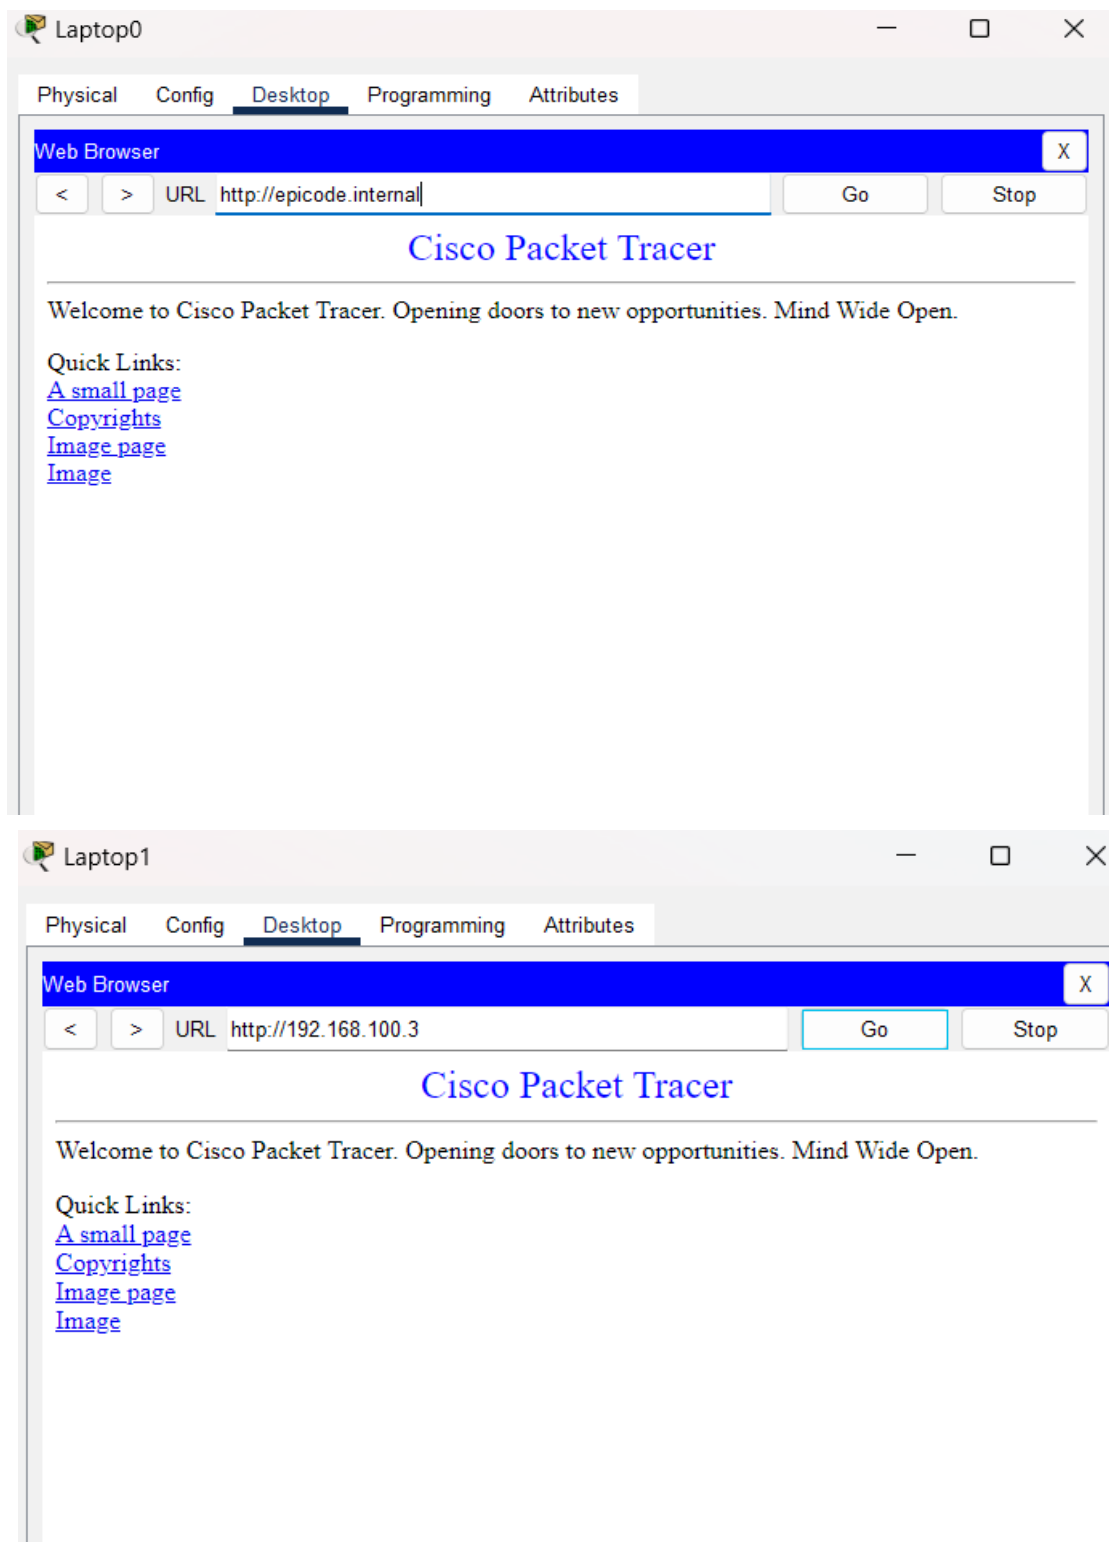 Laptop0
Physical Config Desktop Programming Attributes
Web Browser X
< > URL http://epicode.internal Go Stop
Cisco Packet Tracer
Welcome to Cisco Packet Tracer. Opening doors to new opportunities. Mind Wide Open.
Quick Links:
A small page
Copyrights
Image page
Image
Laptop1
Physical Config Desktop Programming Attributes
Web Browser X
< > URL http://192.168.100.3 Go Stop
Cisco Packet Tracer
Welcome to Cisco Packet Tracer. Opening doors to new opportunities. Mind Wide Open.
Quick Links:
A small page
Copyrights
Image page
Image